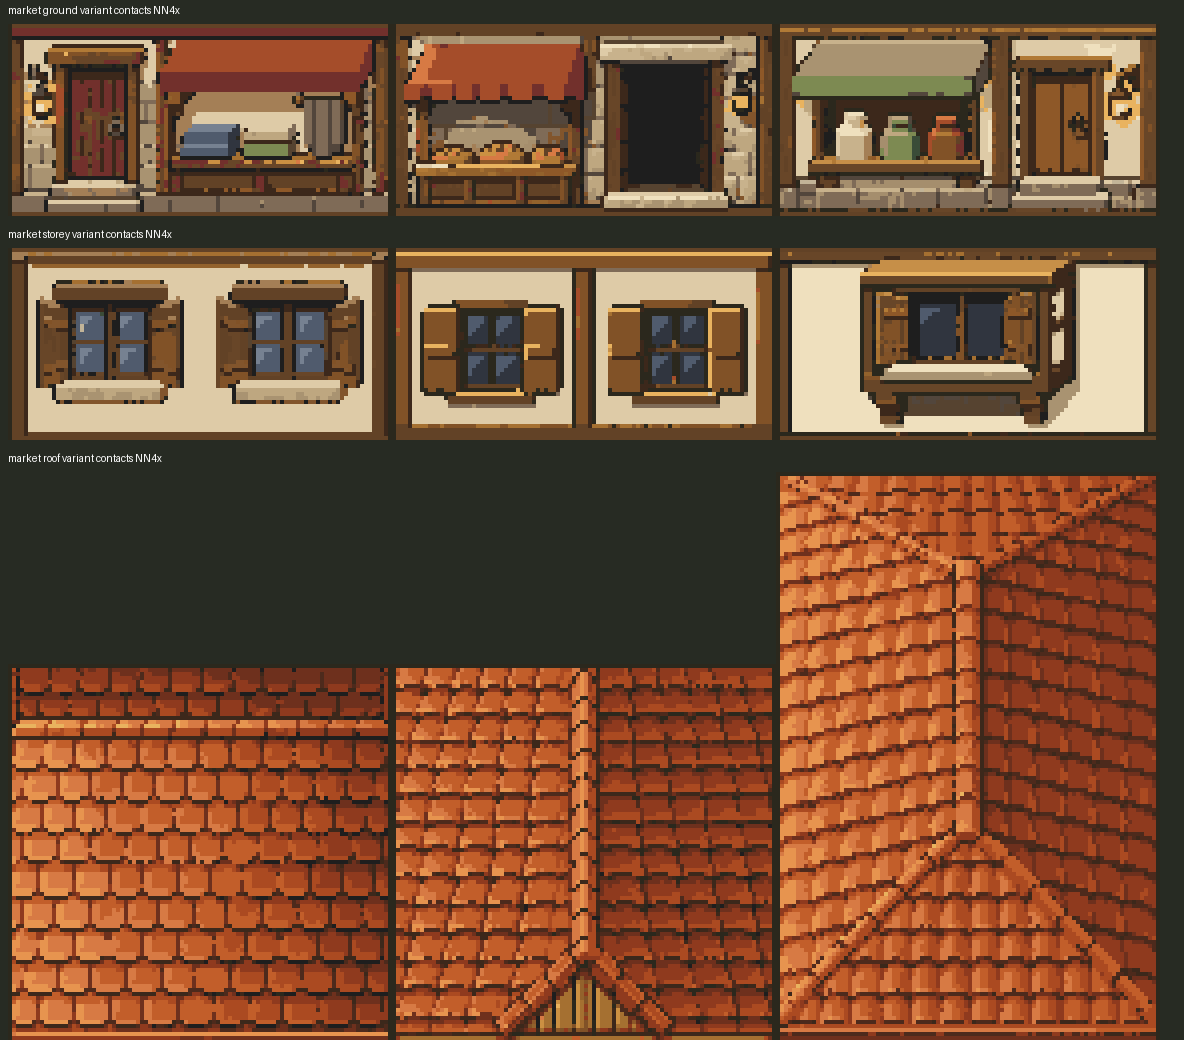 market ground variant contacts NN4x
market storey variant contacts NN4x
market roof variant contacts NN4x